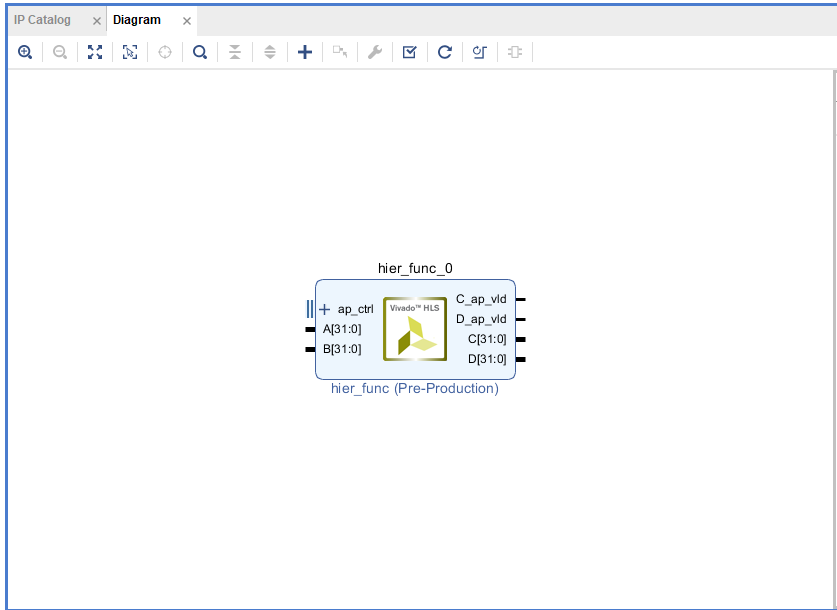 IP Catalog
Diagram
hier_func_0
ap_ctrl
A[31:0]
B[31:0]
Vivado™ HLS
C_ap_vld
D_ap_vld
C[31:0]
D[31:0]
hier_func (Pre-Production)